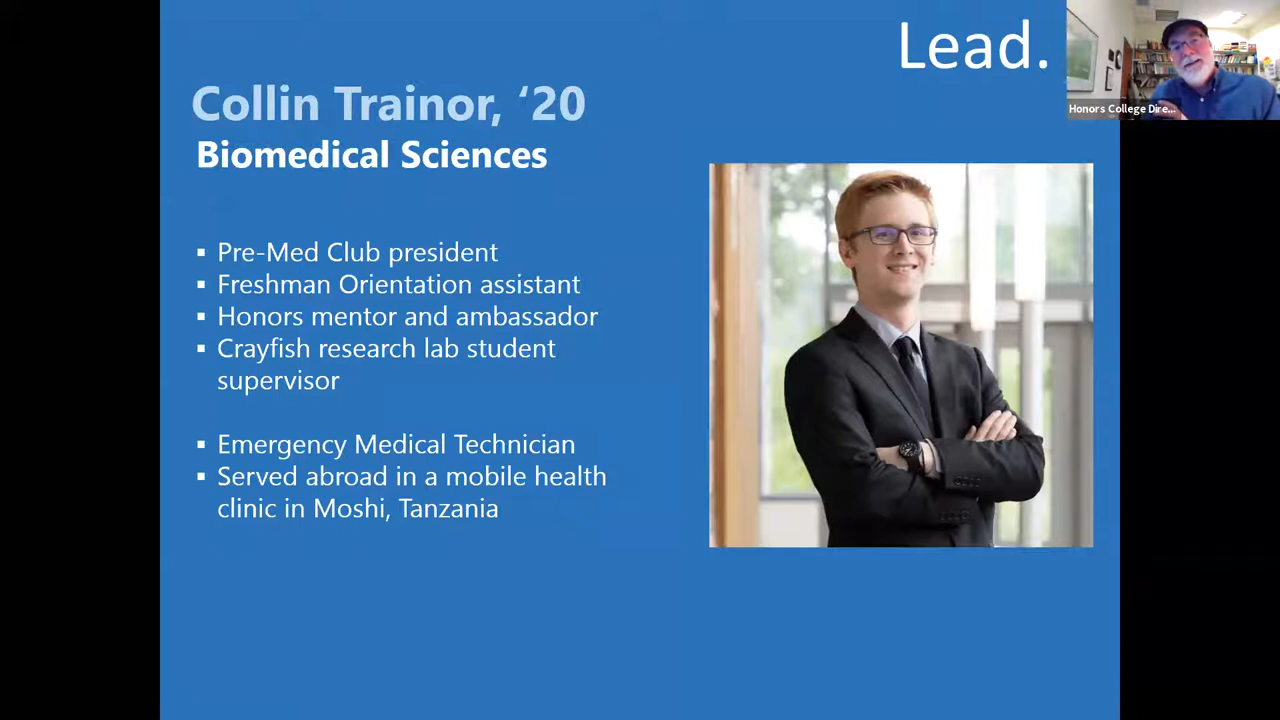 Lead.
Honors College Dire...
Collin Trainor, ‘20
Biomedical Sciences
▪ Pre-Med Club president
▪ Freshman Orientation assistant
▪ Honors mentor and ambassador
▪ Crayfish research lab student
supervisor
▪ Emergency Medical Technician
▪ Served abroad in a mobile health
clinic in Moshi, Tanzania